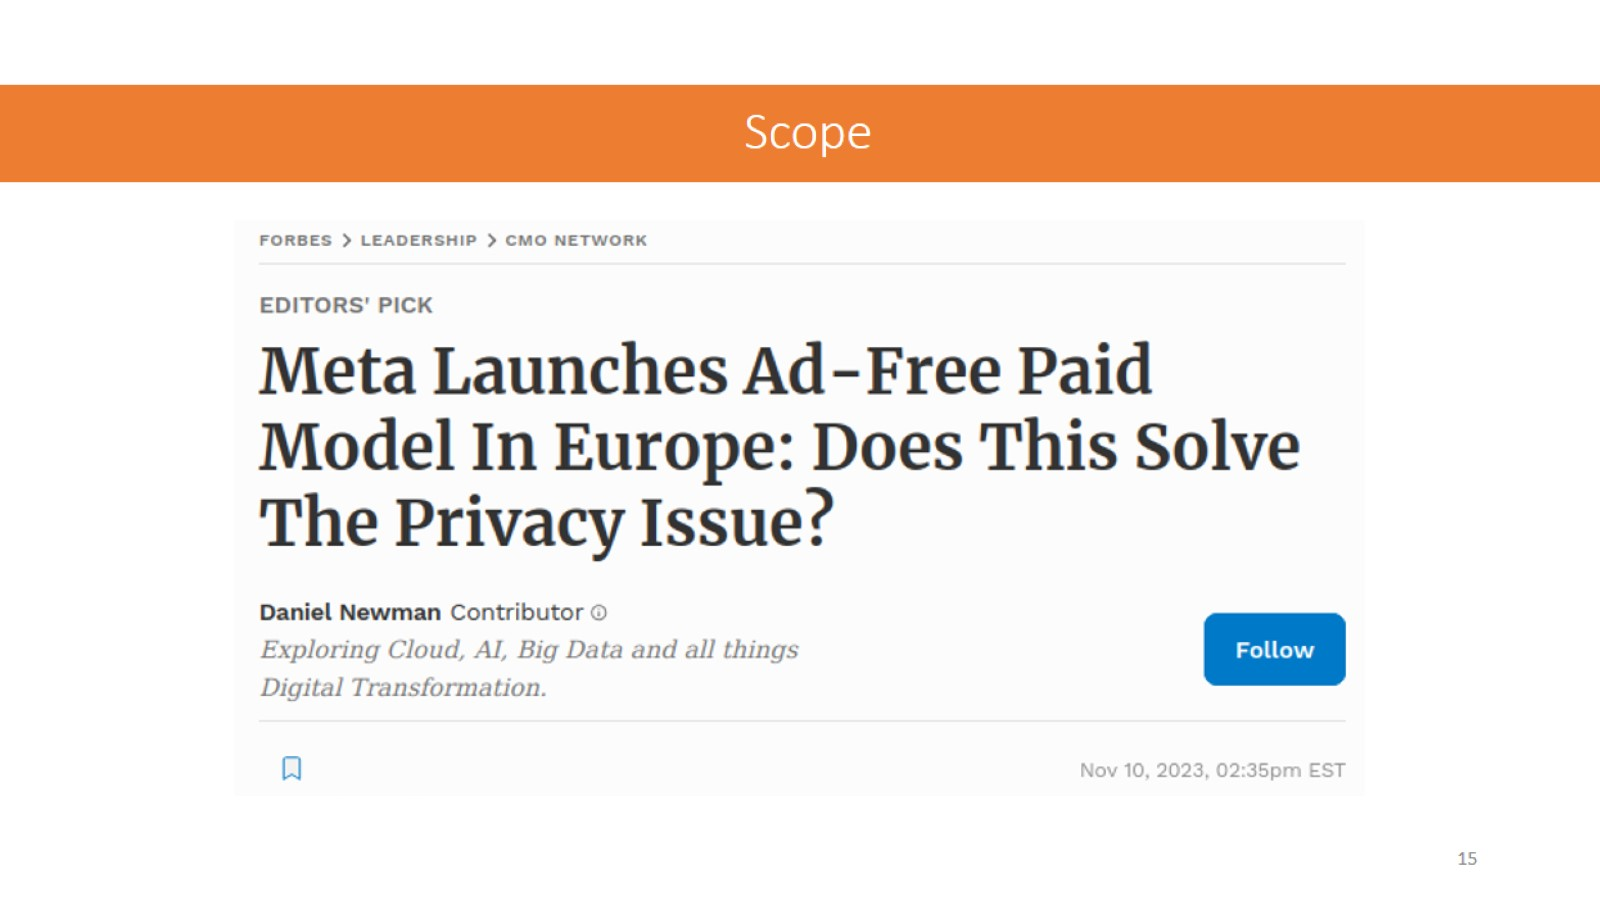 Scope
FORBES > LEADERSHIP > CMO NETWORK
EDITORS' PICK
Meta Launches Ad-Free Paid
Model In Europe: Does This Solve
The Privacy Issue?
Daniel Newman Contributor ⓘ
Exploring Cloud, AI, Big Data and all things
Digital Transformation.
Follow
Nov 10, 2023, 02:35pm EST
15